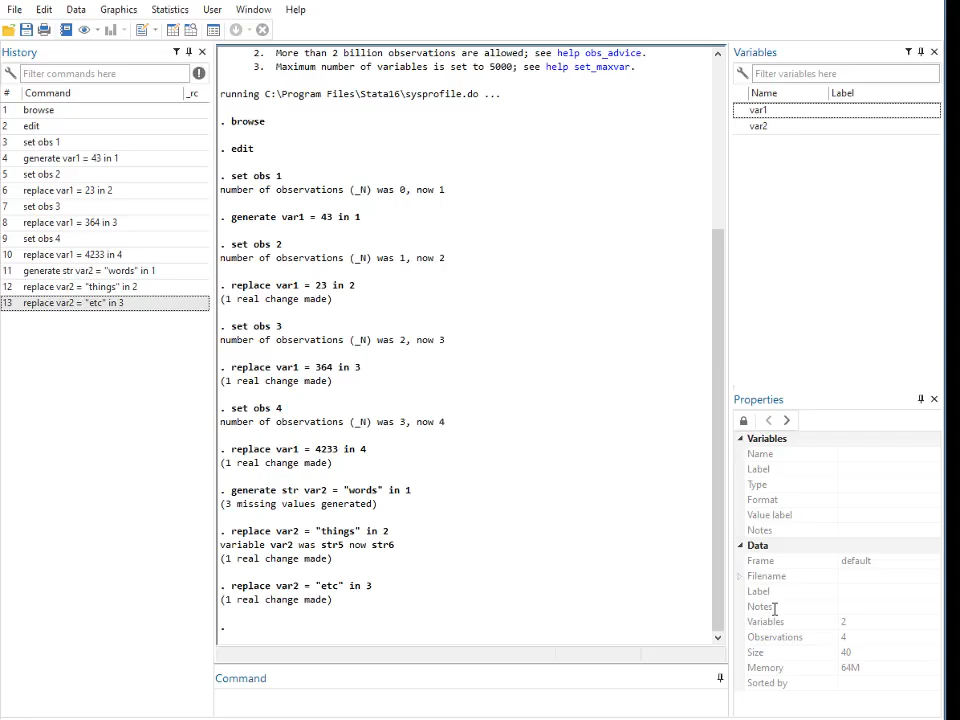 File Edit Data Graphics Statistics User Window Help
History
Filter commands here
# Command _rc
1 browse
2 edit
3 set obs 1
4 generate var1 = 43 in 1
5 set obs 2
6 replace var1 = 23 in 2
7 set obs 3
8 replace var1 = 364 in 3
9 set obs 4
10 replace var1 = 4233 in 4
11 generate str var2 = "words" in 1
12 replace var2 = "things" in 2
13 replace var2 = "etc" in 3
2. More than 2 billion observations are allowed; see help obs_advice.
3. Maximum number of variables is set to 5000; see help set_maxvar.
running C:\Program Files\Stata16\sysprofile.do ...
. browse
. edit
. set obs 1
number of observations (_N) was 0, now 1
. generate var1 = 43 in 1
. set obs 2
number of observations (_N) was 1, now 2
. replace var1 = 23 in 2
(1 real change made)
. set obs 3
number of observations (_N) was 2, now 3
. replace var1 = 364 in 3
(1 real change made)
. set obs 4
number of observations (_N) was 3, now 4
. replace var1 = 4233 in 4
(1 real change made)
. generate str var2 = "words" in 1
(3 missing values generated)
. replace var2 = "things" in 2
variable var2 was str5 now str6
(1 real change made)
. replace var2 = "etc" in 3
(1 real change made)
.
Command
Variables
Filter variables here
Name Label
var1
var2
Properties
Variables
Name
Label
Type
Format
Value label
Notes
Data
Frame default
Filename
Label
Notes
Variables 2
Observations 4
Size 40
Memory 64M
Sorted by